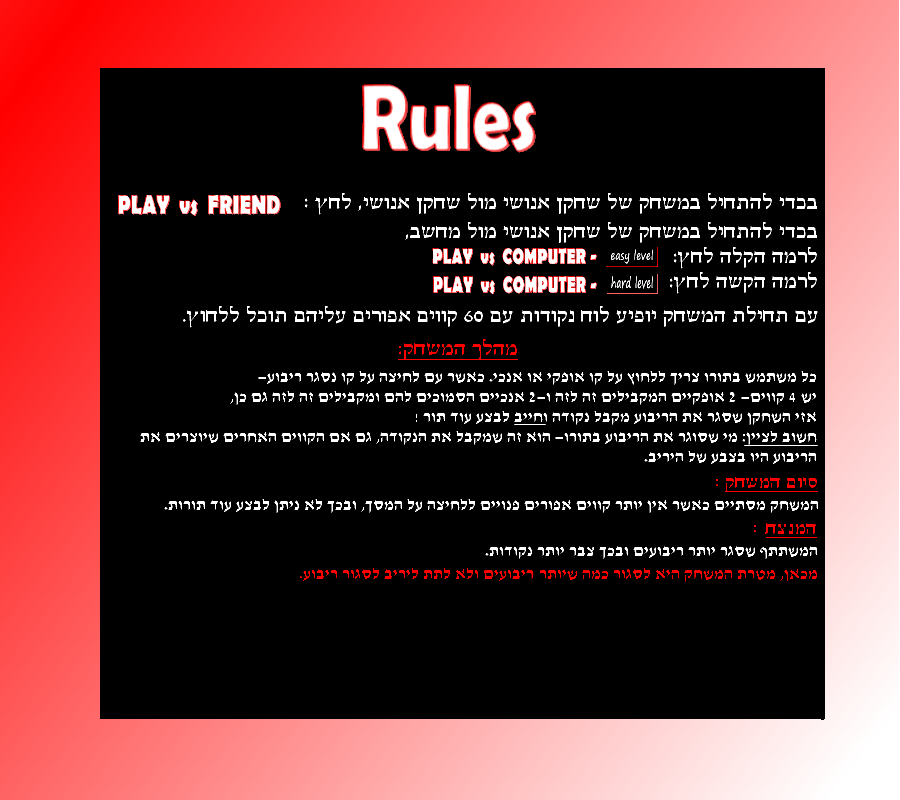 Rules
בכדי להתחיל במשחק של שחקן אנושי מול שחקן אנושי, לחץ : PLAY vs FRIEND
בכדי להתחיל במשחק של שחקן אנושי מול מחשב,
לרמה הקלה לחץ: easy level - PLAY vs COMPUTER
לרמה הקשה לחץ: hard level - PLAY vs COMPUTER
עם תחילת המשחק יופיע לוח נקודות עם 60 קווים אפורים עליהם תוכל ללחוץ.
מהלך המשחק:
כל משתמש בתורו צריך ללחוץ על קו אופקי או אנכי. כאשר עם לחיצה על קו נסגר ריבוע-
יש 4 קווים- 2 אופקיים המקבילים זה לזה ו-2 אנכיים הסמוכים להם ומקבילים זה לזה גם כן,
אזי השחקן שסגר את הריבוע מקבל נקודה וחייב לבצע עוד תור !
חשוב לציין: מי שסוגר את הריבוע בתורו- הוא זה שמקבל את הנקודה, גם אם הקווים האחרים שיוצרים את
הריבוע היו בצבע של היריב.
סיום המשחק :
המשחק מסתיים כאשר אין יותר קווים אפורים פנויים ללחיצה על המסך, ובכך לא ניתן לבצע עוד תורות.
המנצח :
המשתתף שסגר יותר ריבועים ובכך צבר יותר נקודות.
מכאן, מטרת המשחק היא לסגור כמה שיותר ריבועים ולא לתת ליריב לסגור ריבוע.